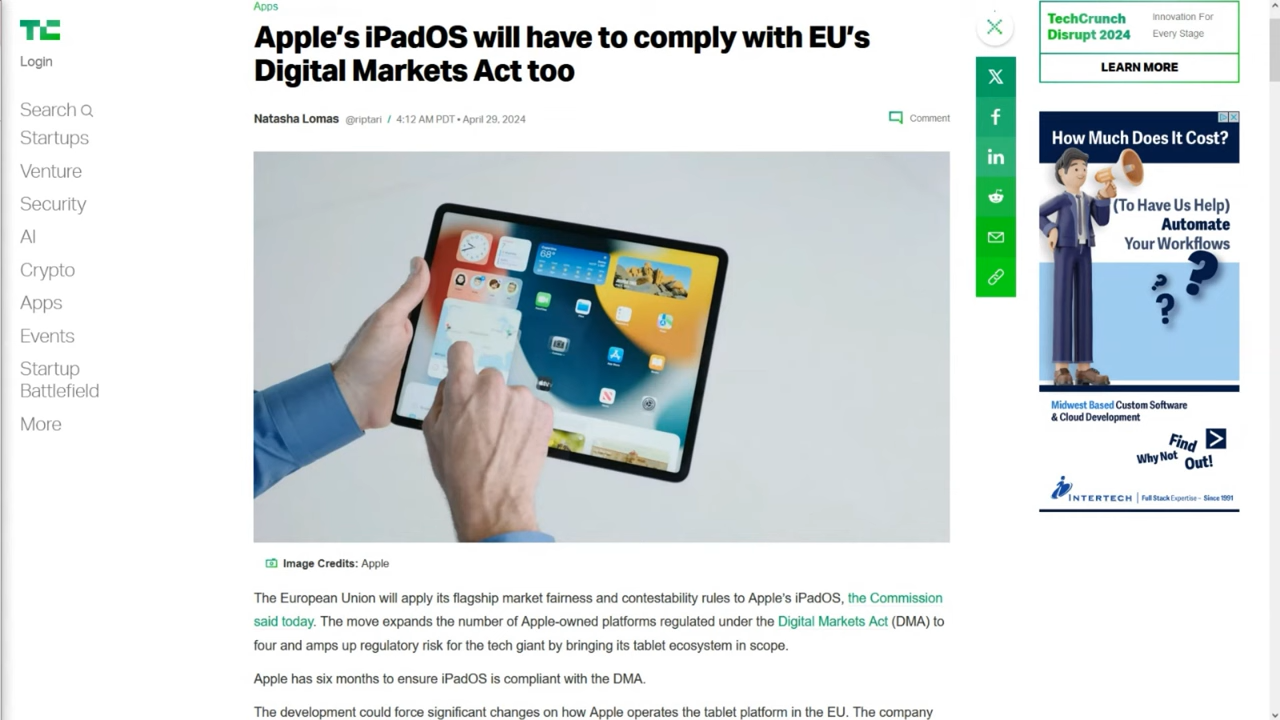 TC
Login
Search
Startups
Venture
Security
AI
Crypto
Apps
Events
Startup
Battlefield
More
Apps
Apple's iPadOS will have to comply with EU's
Digital Markets Act too
Natasha Lomas @riptari / 4:12 AM PDT • April 29, 2024
Comment
68°
Image Credits: Apple
The European Union will apply its flagship market fairness and contestability rules to Apple's iPadOS, the Commission
said today. The move expands the number of Apple-owned platforms regulated under the Digital Markets Act (DMA) to
four and amps up regulatory risk for the tech giant by bringing its tablet ecosystem in scope.
Apple has six months to ensure iPadOS is compliant with the DMA.
The development could force significant changes on how Apple operates the tablet platform in the EU. The company
X
f
in
TechCrunch
Disrupt 2024
Innovation For
Every Stage
LEARN MORE
How Much Does It Cost?
(To Have Us Help)
Automate
Your Workflows
? ? ?
Midwest Based Custom Software
& Cloud Development
Find
Why Not Out!
INTERTECH | Full Stack Expertise – Since 1991